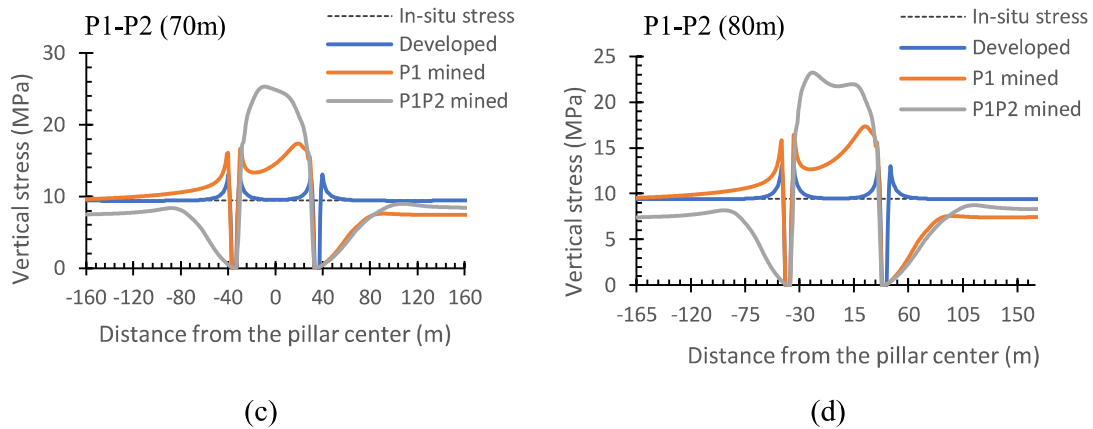 P1-P2 (70m)
In-situ stress
Developed
P1 mined
P1P2 mined
Vertical stress (MPa)
30
20
10
0
-160 -120 -80 -40 0 40 80 120 160
Distance from the pillar center (m)
(c)
P1-P2 (80m)
In-situ stress
Developed
P1 mined
P1P2 mined
Vertical stress (MPa)
25
20
15
10
5
0
-165 -120 -75 -30 15 60 105 150
Distance from the pillar center (m)
(d)